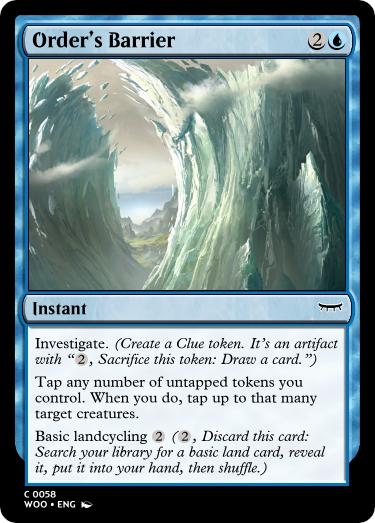 Order's Barrier 2
Instant
Investigate. (Create a Clue token. It's an artifact
with “2, Sacrifice this token: Draw a card.”)
Tap any number of untapped tokens you
control. When you do, tap up to that many
target creatures.
Basic landcycling 2 (2, Discard this card:
Search your library for a basic land card, reveal
it, put it into your hand, then shuffle.)
C 0058
WOO • ENG